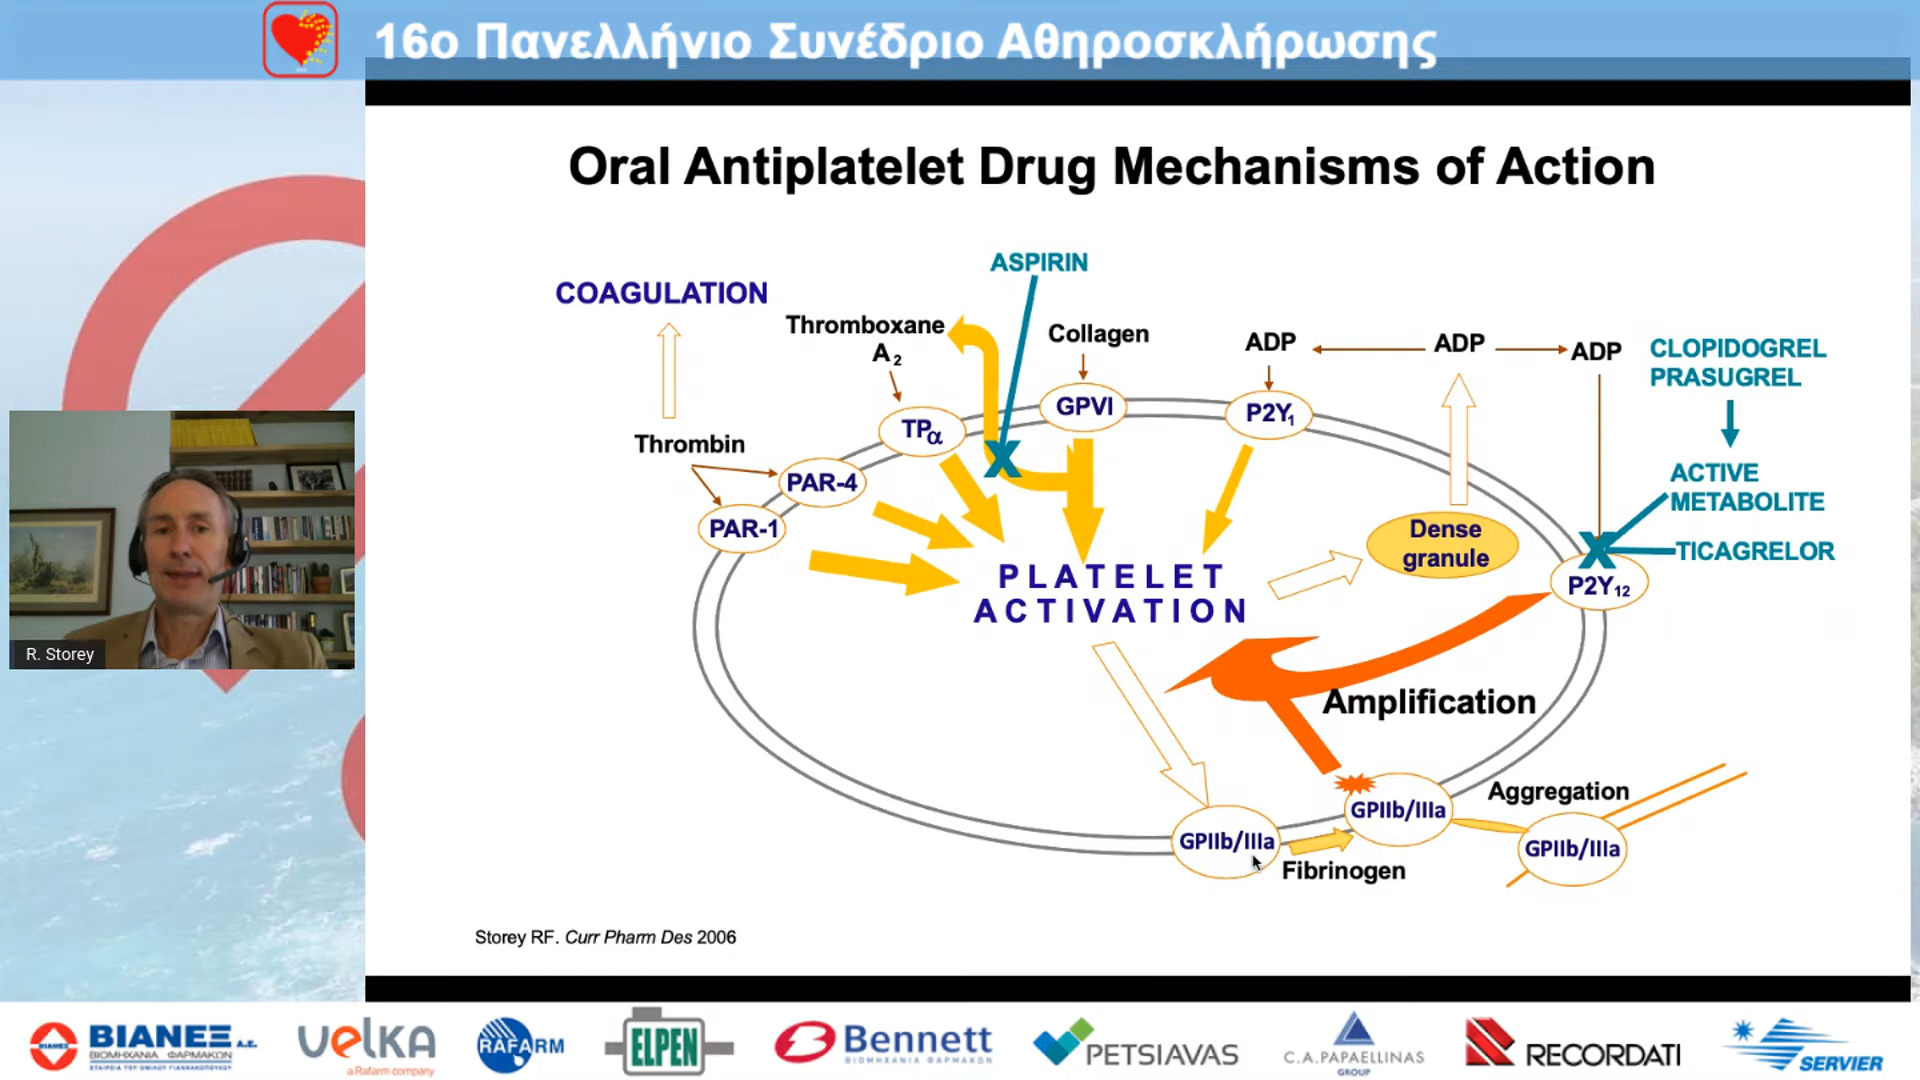 16ο Πανελλήνιο Συνέδριο Αθηροσκλήρωσης
Oral Antiplatelet Drug Mechanisms of Action
ASPIRIN
COAGULATION
Thromboxane
A2
Collagen
ADP
ADP
ADP
CLOPIDOGREL
PRASUGREL
GPVI
P2Y1
TPα
Thrombin
PAR-4
PAR-1
ACTIVE
METABOLITE
Dense
granule
TICAGRELOR
P2Y12
PLATELET
ACTIVATION
Amplification
Aggregation
GPIIb/IIIa
GPIIb/IIIa
GPIIb/IIIa
Fibrinogen
Storey RF. Curr Pharm Des 2006
R. Storey
BIANEX Α.Ε.
ΒΙΟΜΗΧΑΝΙΑ ΦΑΡΜΑΚΩΝ
ΕΤΑΙΡΕΙΑ ΤΟΥ ΟΜΙΛΟΥ ΓΙΑΝΝΑΚΟΠΟΥΛΟΥ
velka
a Rafarm company
RAFARM
ELPEN
Bennett
ΒΙΟΜΗΧΑΝΙΑ ΦΑΡΜΑΚΩΝ
PETSIAVAS
C.A.PAPAELLINAS
GROUP
RECORDATI
SERVIER